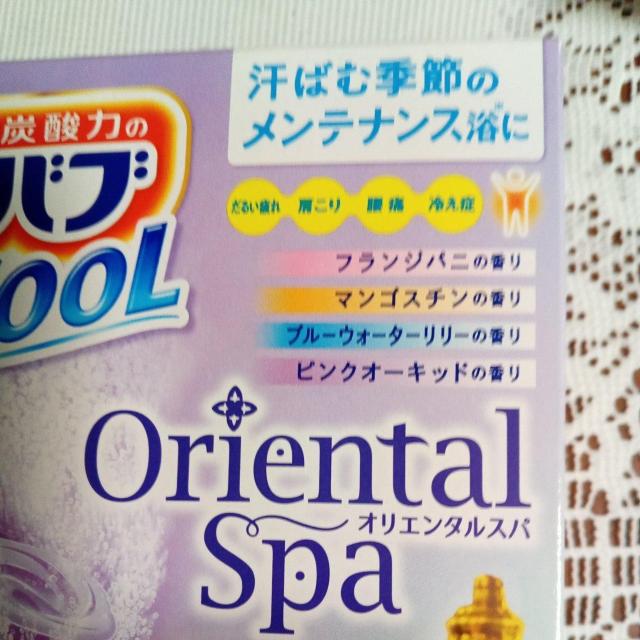 汗ばむ季節の
メンテナンス浴に
炭酸力の
バブ
COOL
だるい疲れ 肩こり 腰痛 冷え症
フランジパニの香り
マンゴスチンの香り
ブルーウォーターリリーの香り
ピンクオーキッドの香り
Oriental
Spa
オリエンタルスパ